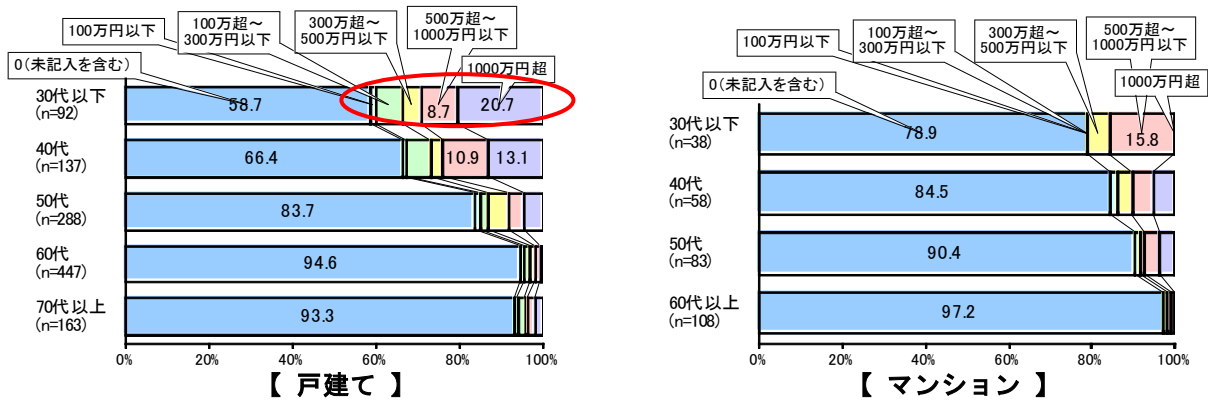 100万円以下
100万超～
300万円以下
300万超～
500万円以下
500万超～
1000万円以下
1000万円超
0(未記入を含む)
30代以下
(n=92)
58.7
8.7
20.7
40代
(n=137)
66.4
10.9
13.1
50代
(n=288)
83.7
60代
(n=447)
94.6
70代以上
(n=163)
93.3
0%
20%
40%
60%
80%
100%
【 戸建て 】
100万円以下
100万超～
300万円以下
300万超～
500万円以下
500万超～
1000万円以下
1000万円超
0(未記入を含む)
30代以下
(n=38)
78.9
15.8
40代
(n=58)
84.5
50代
(n=83)
90.4
60代以上
(n=108)
97.2
0%
20%
40%
60%
80%
100%
【 マンション 】